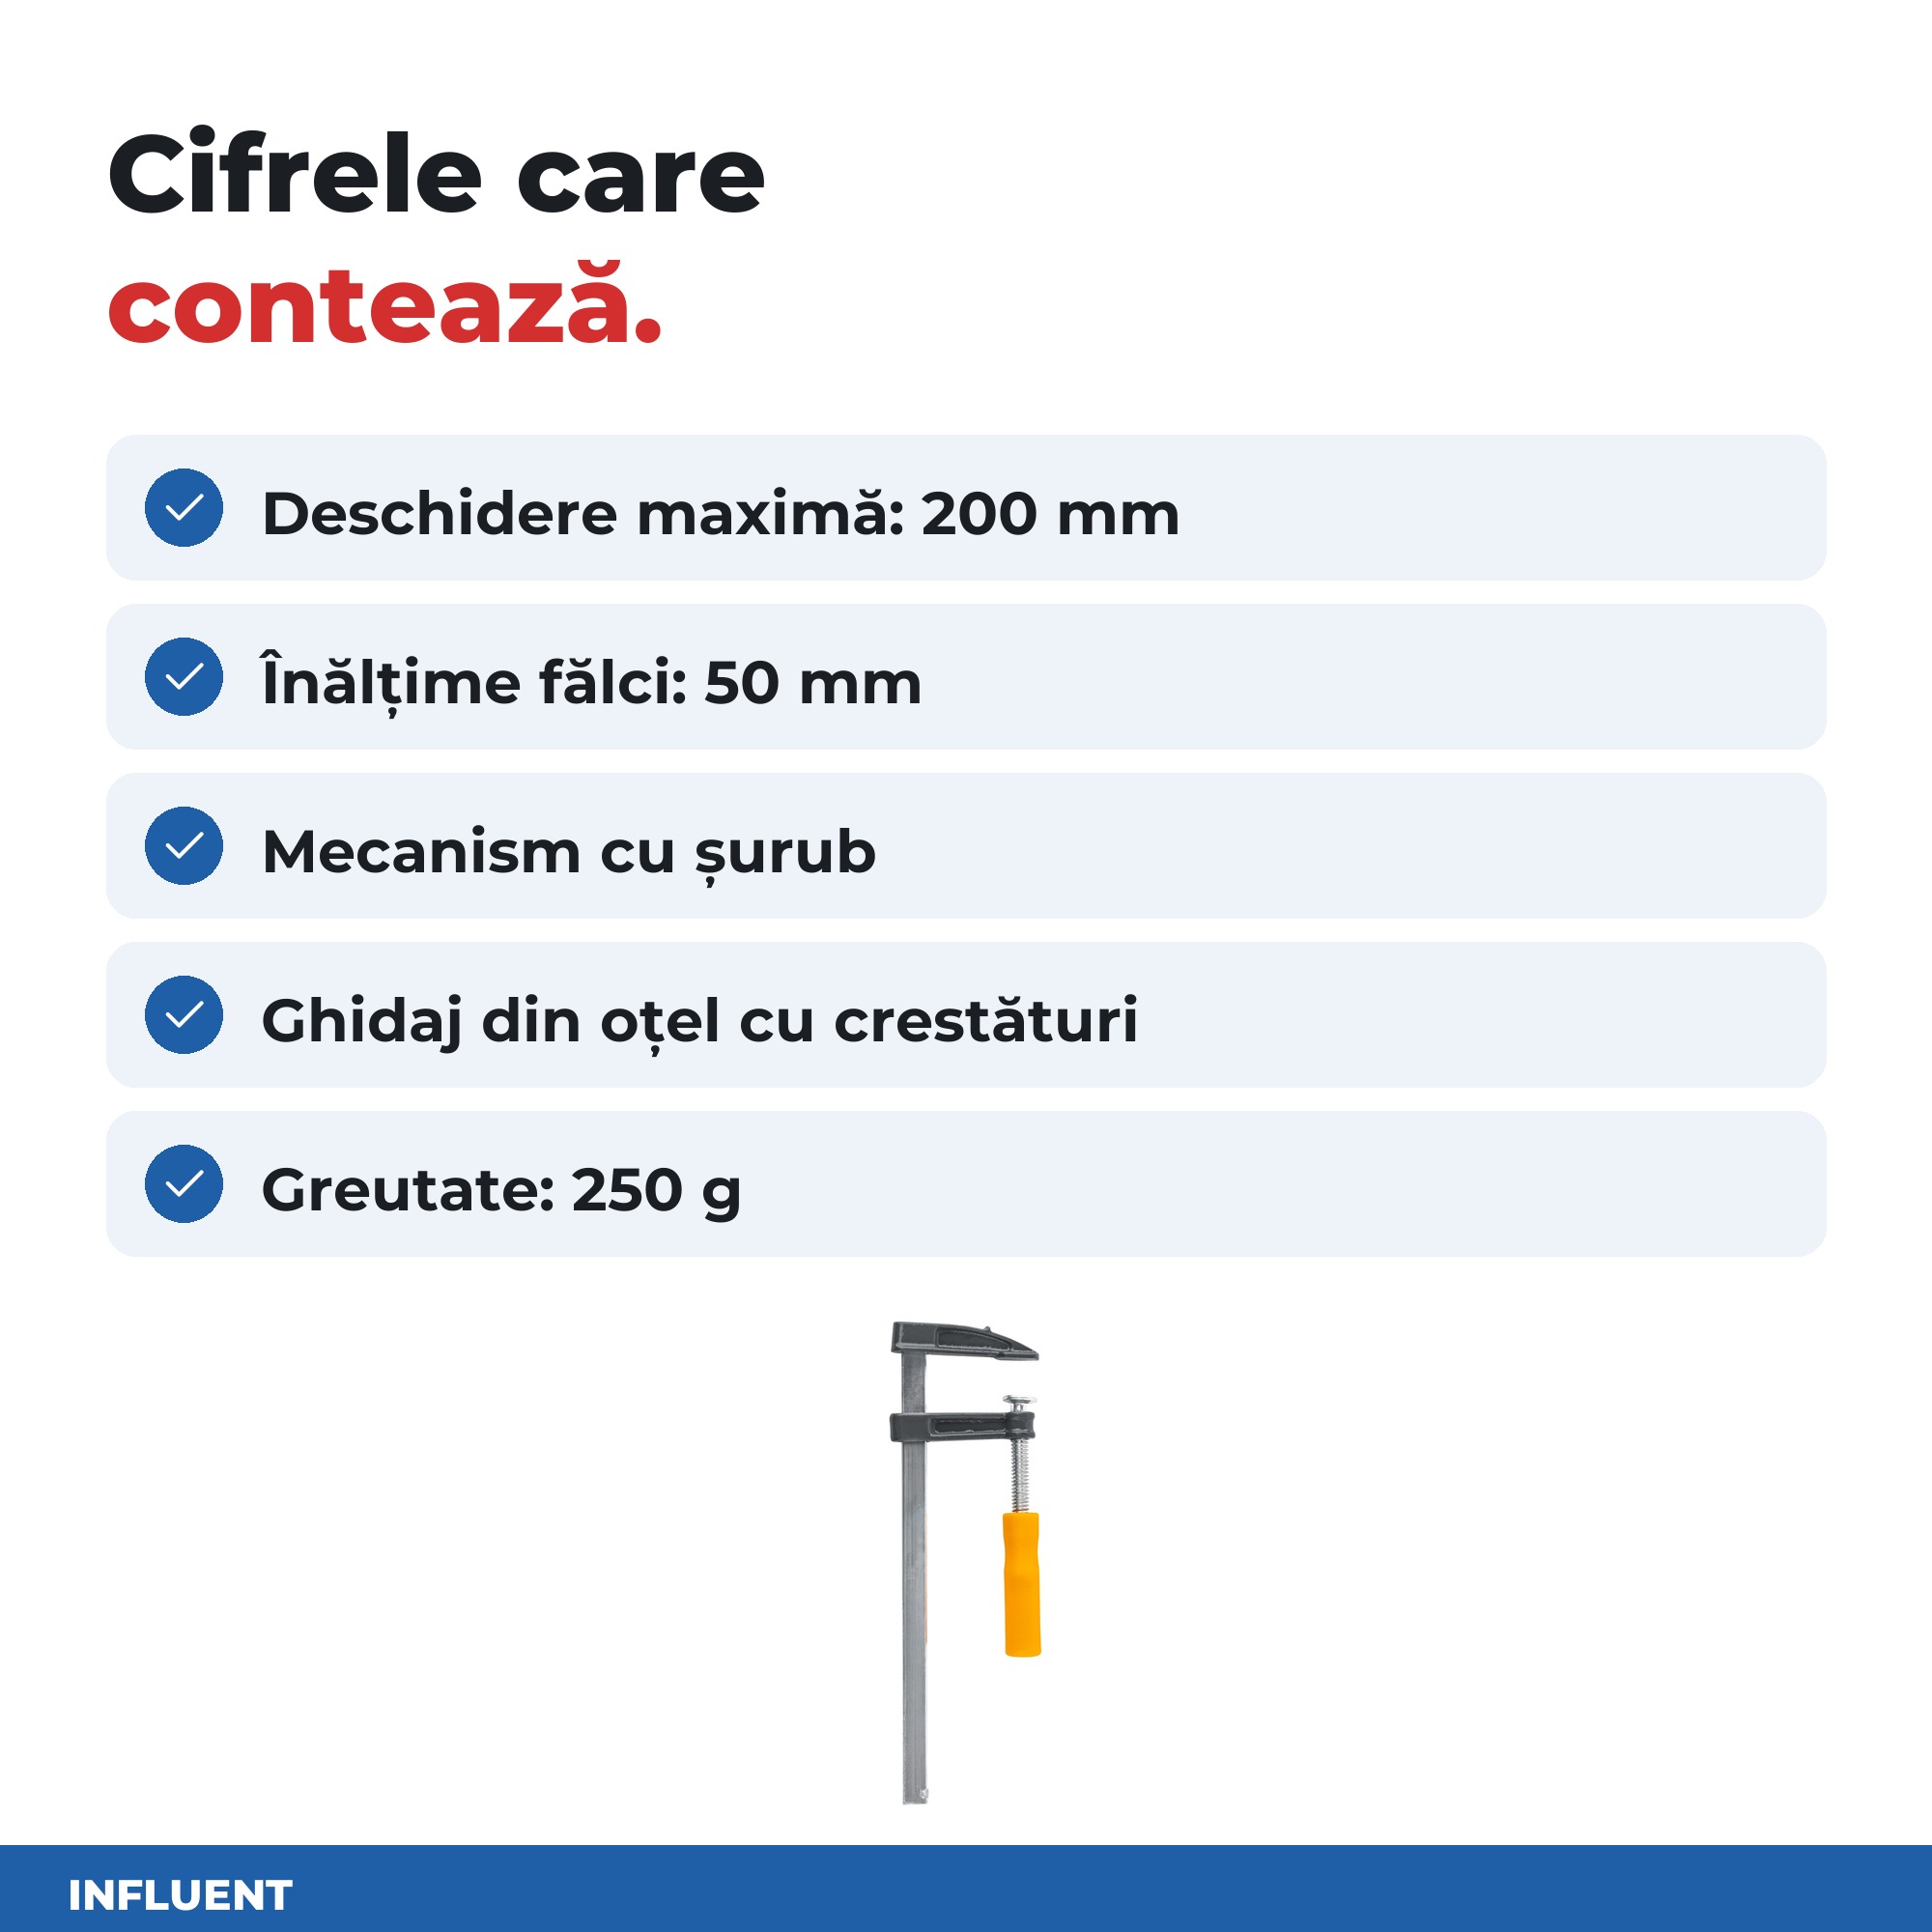 Cifrele care
contează.
Deschidere maximă: 200 mm
Înălțime fălci: 50 mm
Mecanism cu șurub
Ghidaj din oțel cu crestături
Greutate: 250 g
INFLUENT